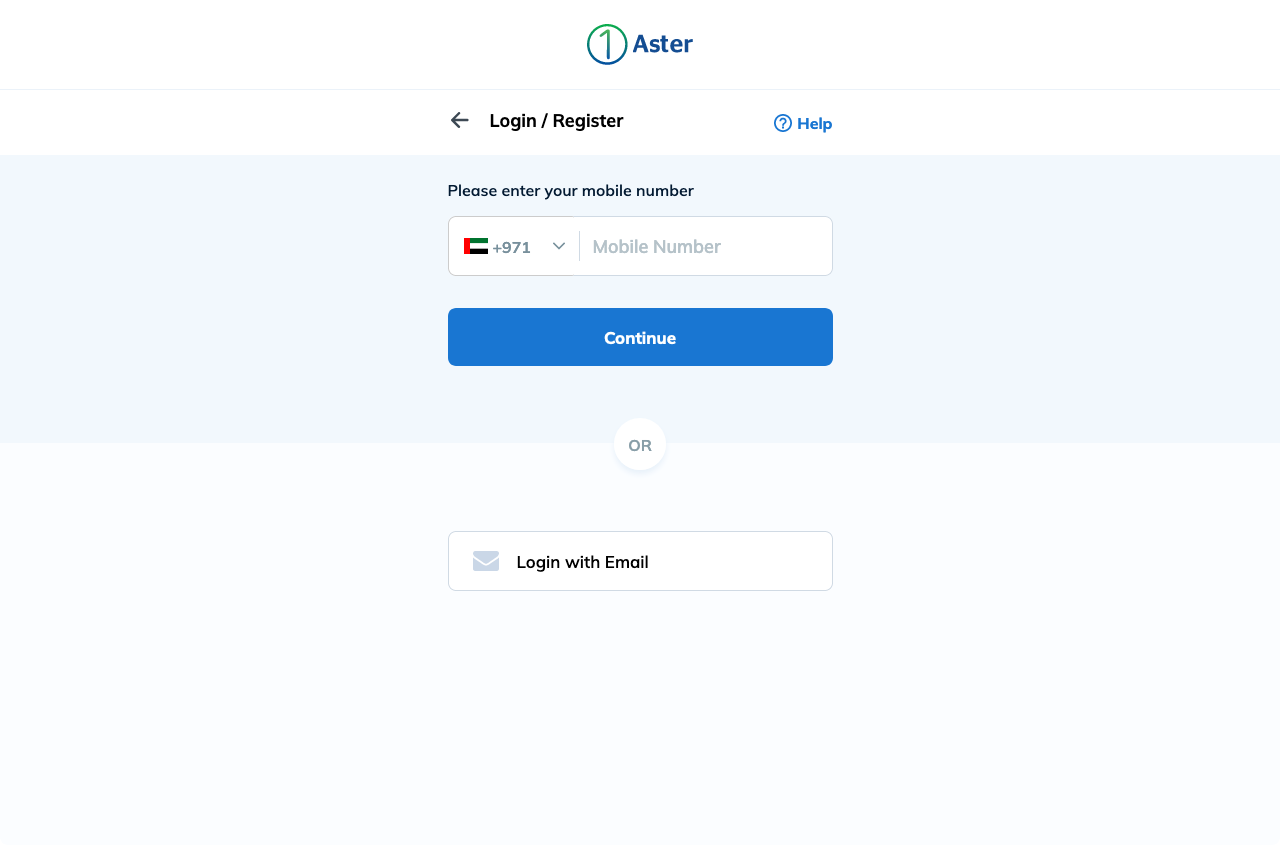 1 Aster
Login / Register
Help
Please enter your mobile number
+971
Mobile Number
Continue
OR
Login with Email